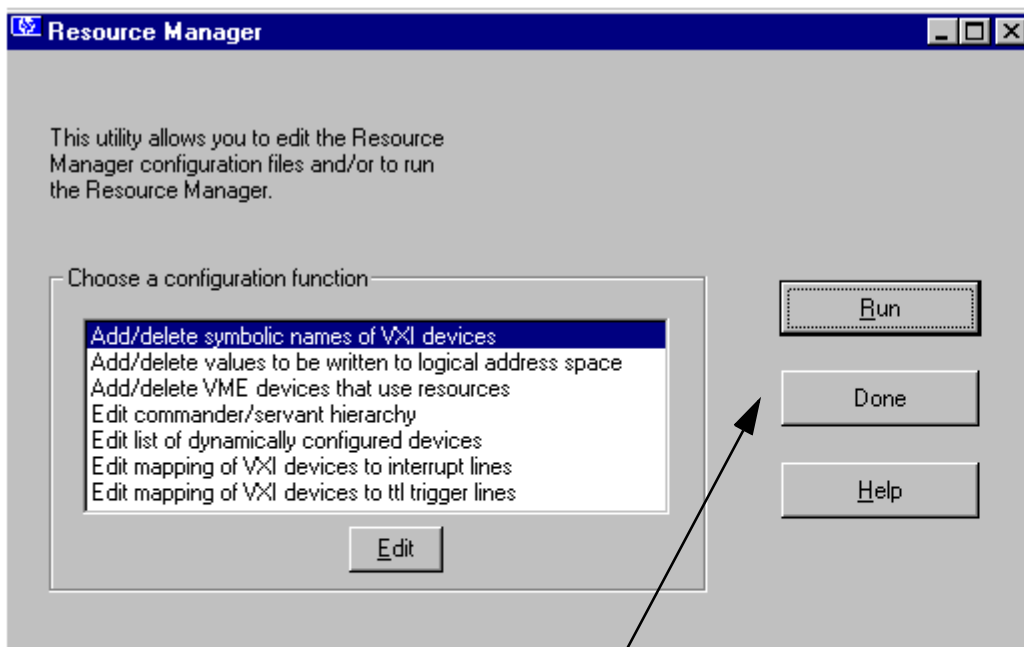 Resource Manager
This utility allows you to edit the Resource
Manager configuration files and/or to run
the Resource Manager.
Choose a configuration function
Add/delete symbolic names of VXI devices
Add/delete values to be written to logical address space
Add/delete VME devices that use resources
Edit commander/servant hierarchy
Edit list of dynamically configured devices
Edit mapping of VXI devices to interrupt lines
Edit mapping of VXI devices to ttl trigger lines
Edit
Run
Done
Help